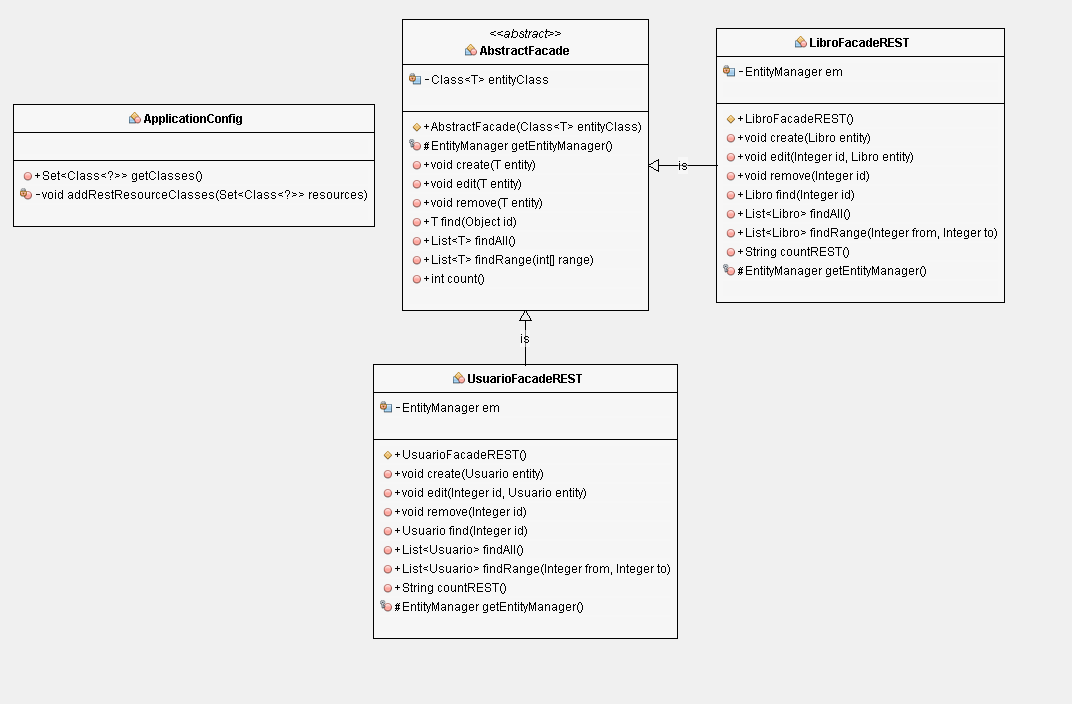 ApplicationConfig
+Set<Class<?>> getClasses()
-void addRestResourceClasses(Set<Class<?>> resources)
<<abstract>>
AbstractFacade
-Class<T> entityClass
+AbstractFacade(Class<T> entityClass)
#EntityManager getEntityManager()
+void create(T entity)
+void edit(T entity)
+void remove(T entity)
+T find(Object id)
+List<T> findAll()
+List<T> findRange(int[] range)
+int count()
is
LibroFacadeREST
-EntityManager em
+LibroFacadeREST()
+void create(Libro entity)
+void edit(Integer id, Libro entity)
+void remove(Integer id)
+Libro find(Integer id)
+List<Libro> findAll()
+List<Libro> findRange(Integer from, Integer to)
+String countREST()
#EntityManager getEntityManager()
is
UsuarioFacadeREST
-EntityManager em
+UsuarioFacadeREST()
+void create(Usuario entity)
+void edit(Integer id, Usuario entity)
+void remove(Integer id)
+Usuario find(Integer id)
+List<Usuario> findAll()
+List<Usuario> findRange(Integer from, Integer to)
+String countREST()
#EntityManager getEntityManager()